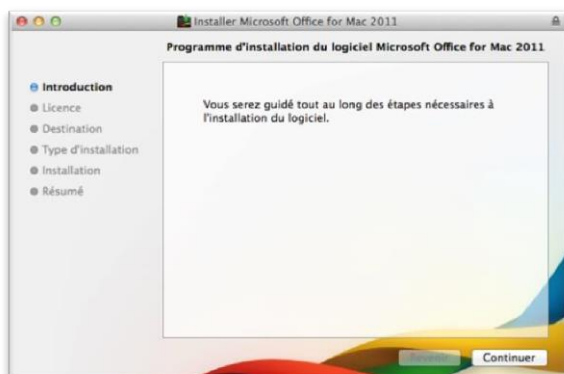 Installer Microsoft Office for Mac 2011
Programme d'installation du logiciel Microsoft Office for Mac 2011
Introduction
Licence
Destination
Type d'installation
Installation
Résumé
Vous serez guidé tout au long des étapes nécessaires à
l'installation du logiciel.
Revenir
Continuer